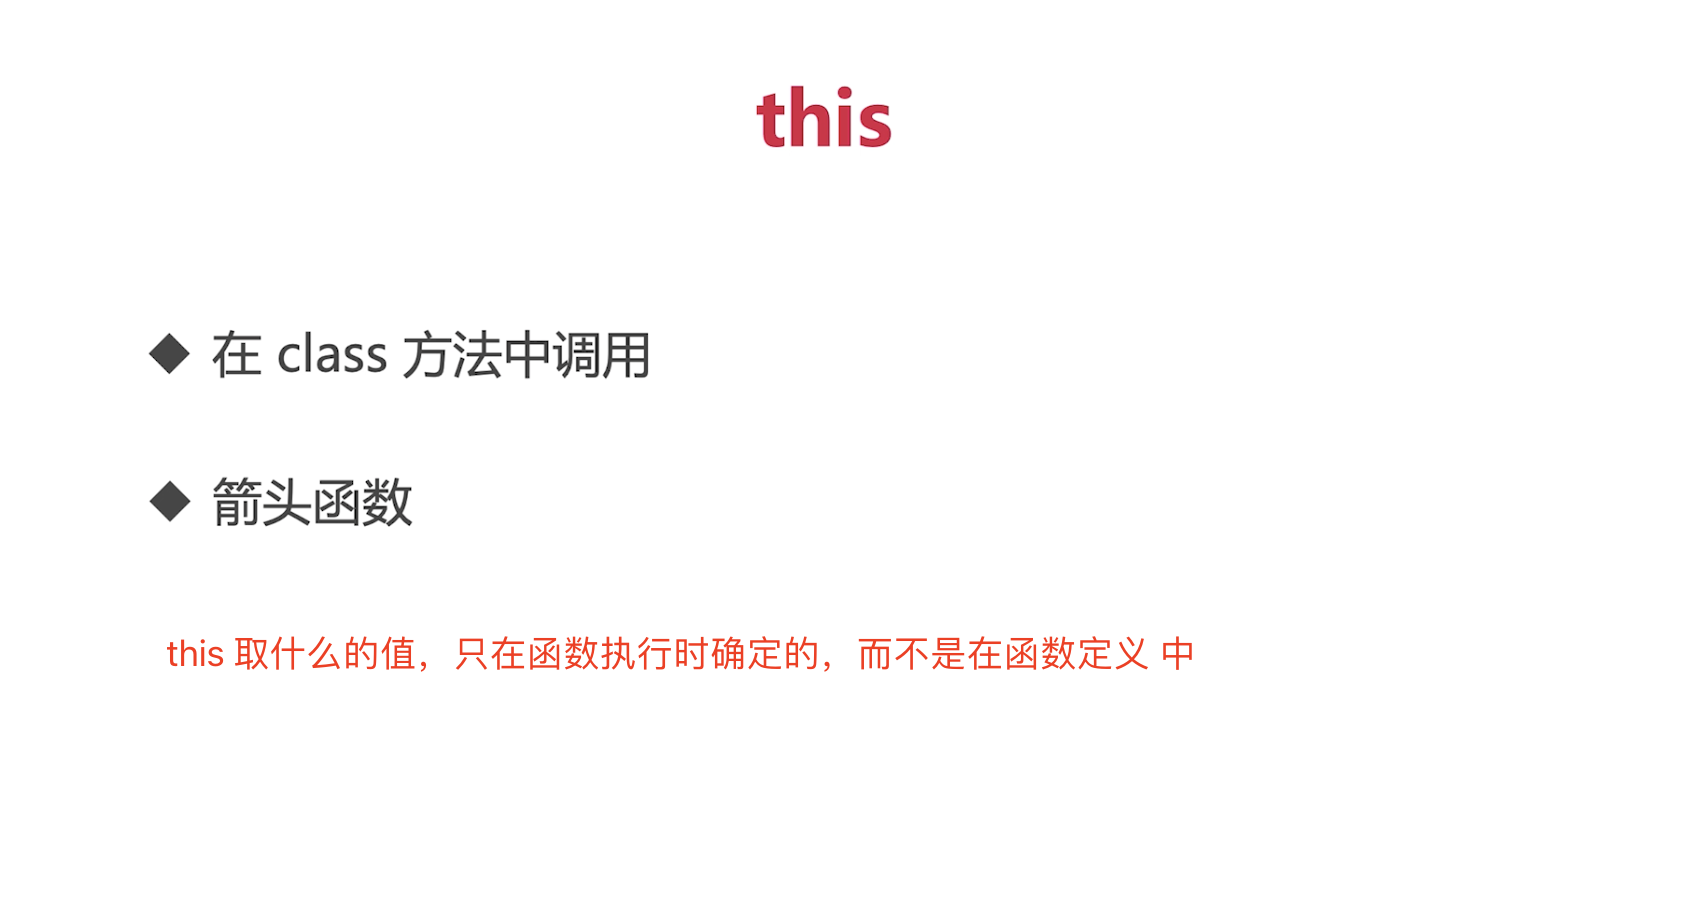 this
◆ 在 class 方法中调用
◆ 箭头函数
this 取什么的值，只在函数执行时确定的，而不是在函数定义 中